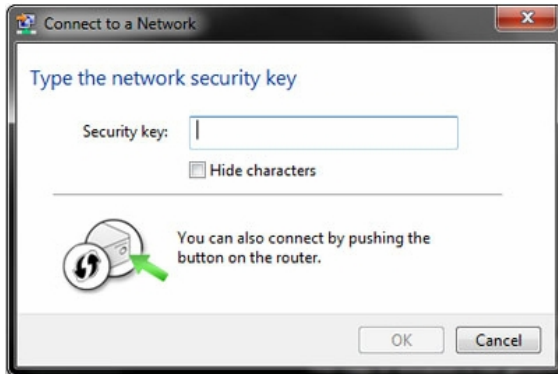 Connect to a Network
Type the network security key
Security key:
Hide characters
You can also connect by pushing the
button on the router.
OK
Cancel